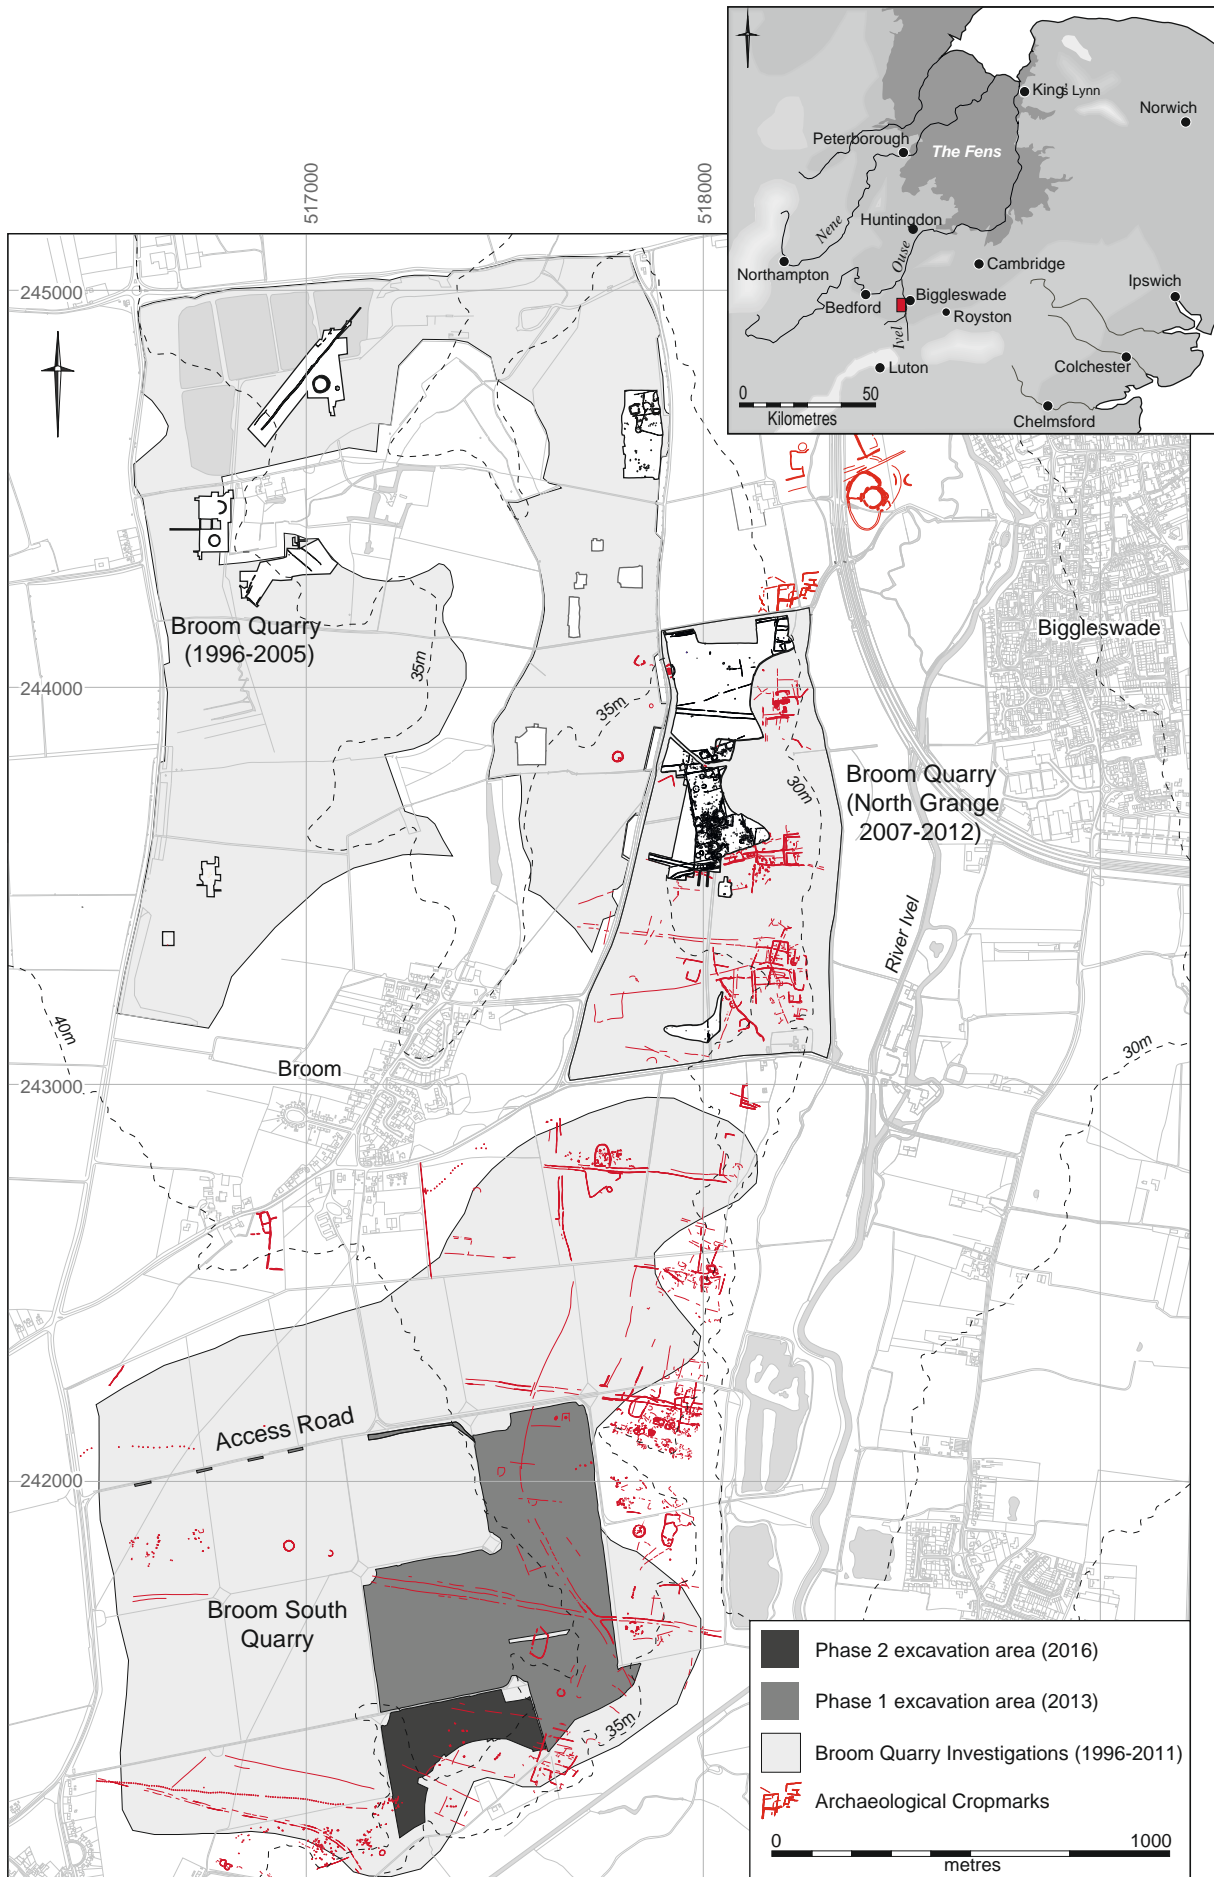 King's Lynn
Norwich
Peterborough
The Fens
Nene
Huntingdon
Ouse
Northampton
Cambridge
Bedford
Biggleswade
Ipswich
Royston
Ivel
Luton
Colchester
Chelmsford
0 50
Kilometres
517000
518000
245000
Broom Quarry
(1996-2005)
Biggleswade
244000
35m
35m
Broom Quarry
(North Grange
2007-2012)
30m
River Ivel
40m
30m
Broom
243000
Access Road
242000
Broom South
Quarry
35m
Phase 2 excavation area (2016)
Phase 1 excavation area (2013)
Broom Quarry Investigations (1996-2011)
Archaeological Cropmarks
0 1000
metres